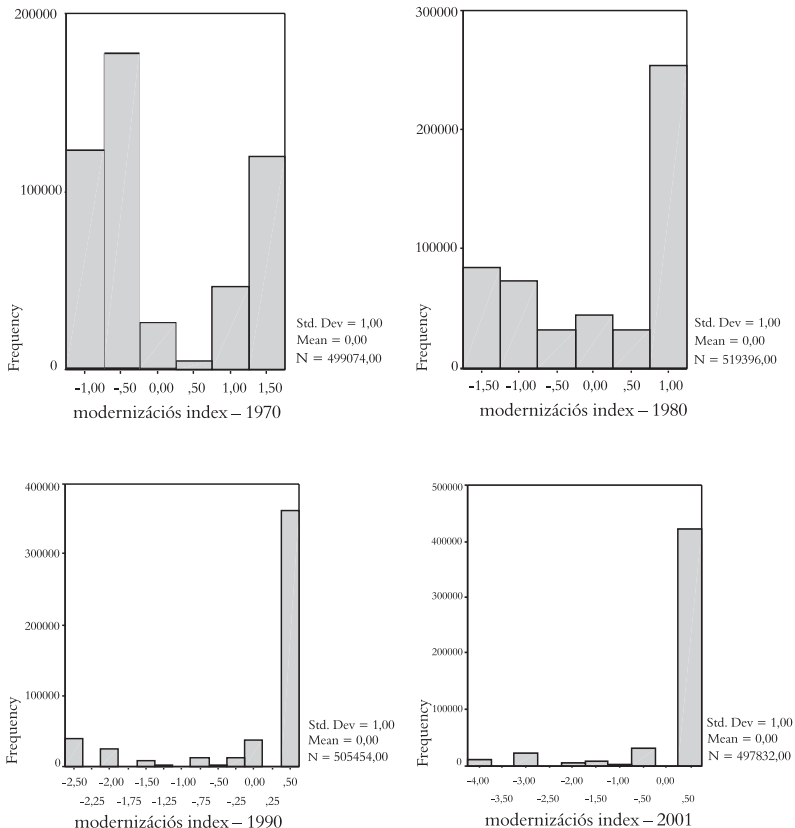 200000
100000
0
Frequency
-1,00 -,50 0,00 ,50 1,00 1,50
modernizációs index – 1970
Std. Dev = 1,00
Mean = 0,00
N = 499074,00
300000
200000
100000
0
Frequency
-1,50 -1,00 -,50 0,00 ,50 1,00
modernizációs index – 1980
Std. Dev = 1,00
Mean = 0,00
N = 519396,00
400000
300000
200000
100000
0
Frequency
-2,50 -2,00 -1,50 -1,00 -,50 0,00 ,50
-2,25 -1,75 -1,25 -,75 -,25 ,25
modernizációs index – 1990
Std. Dev = 1,00
Mean = 0,00
N = 505454,00
500000
400000
300000
200000
100000
0
Frequency
-4,00 -3,00 -2,00 -1,00 0,00
-3,50 -2,50 -1,50 -,50 ,50
modernizációs index – 2001
Std. Dev = 1,00
Mean = 0,00
N = 497832,00